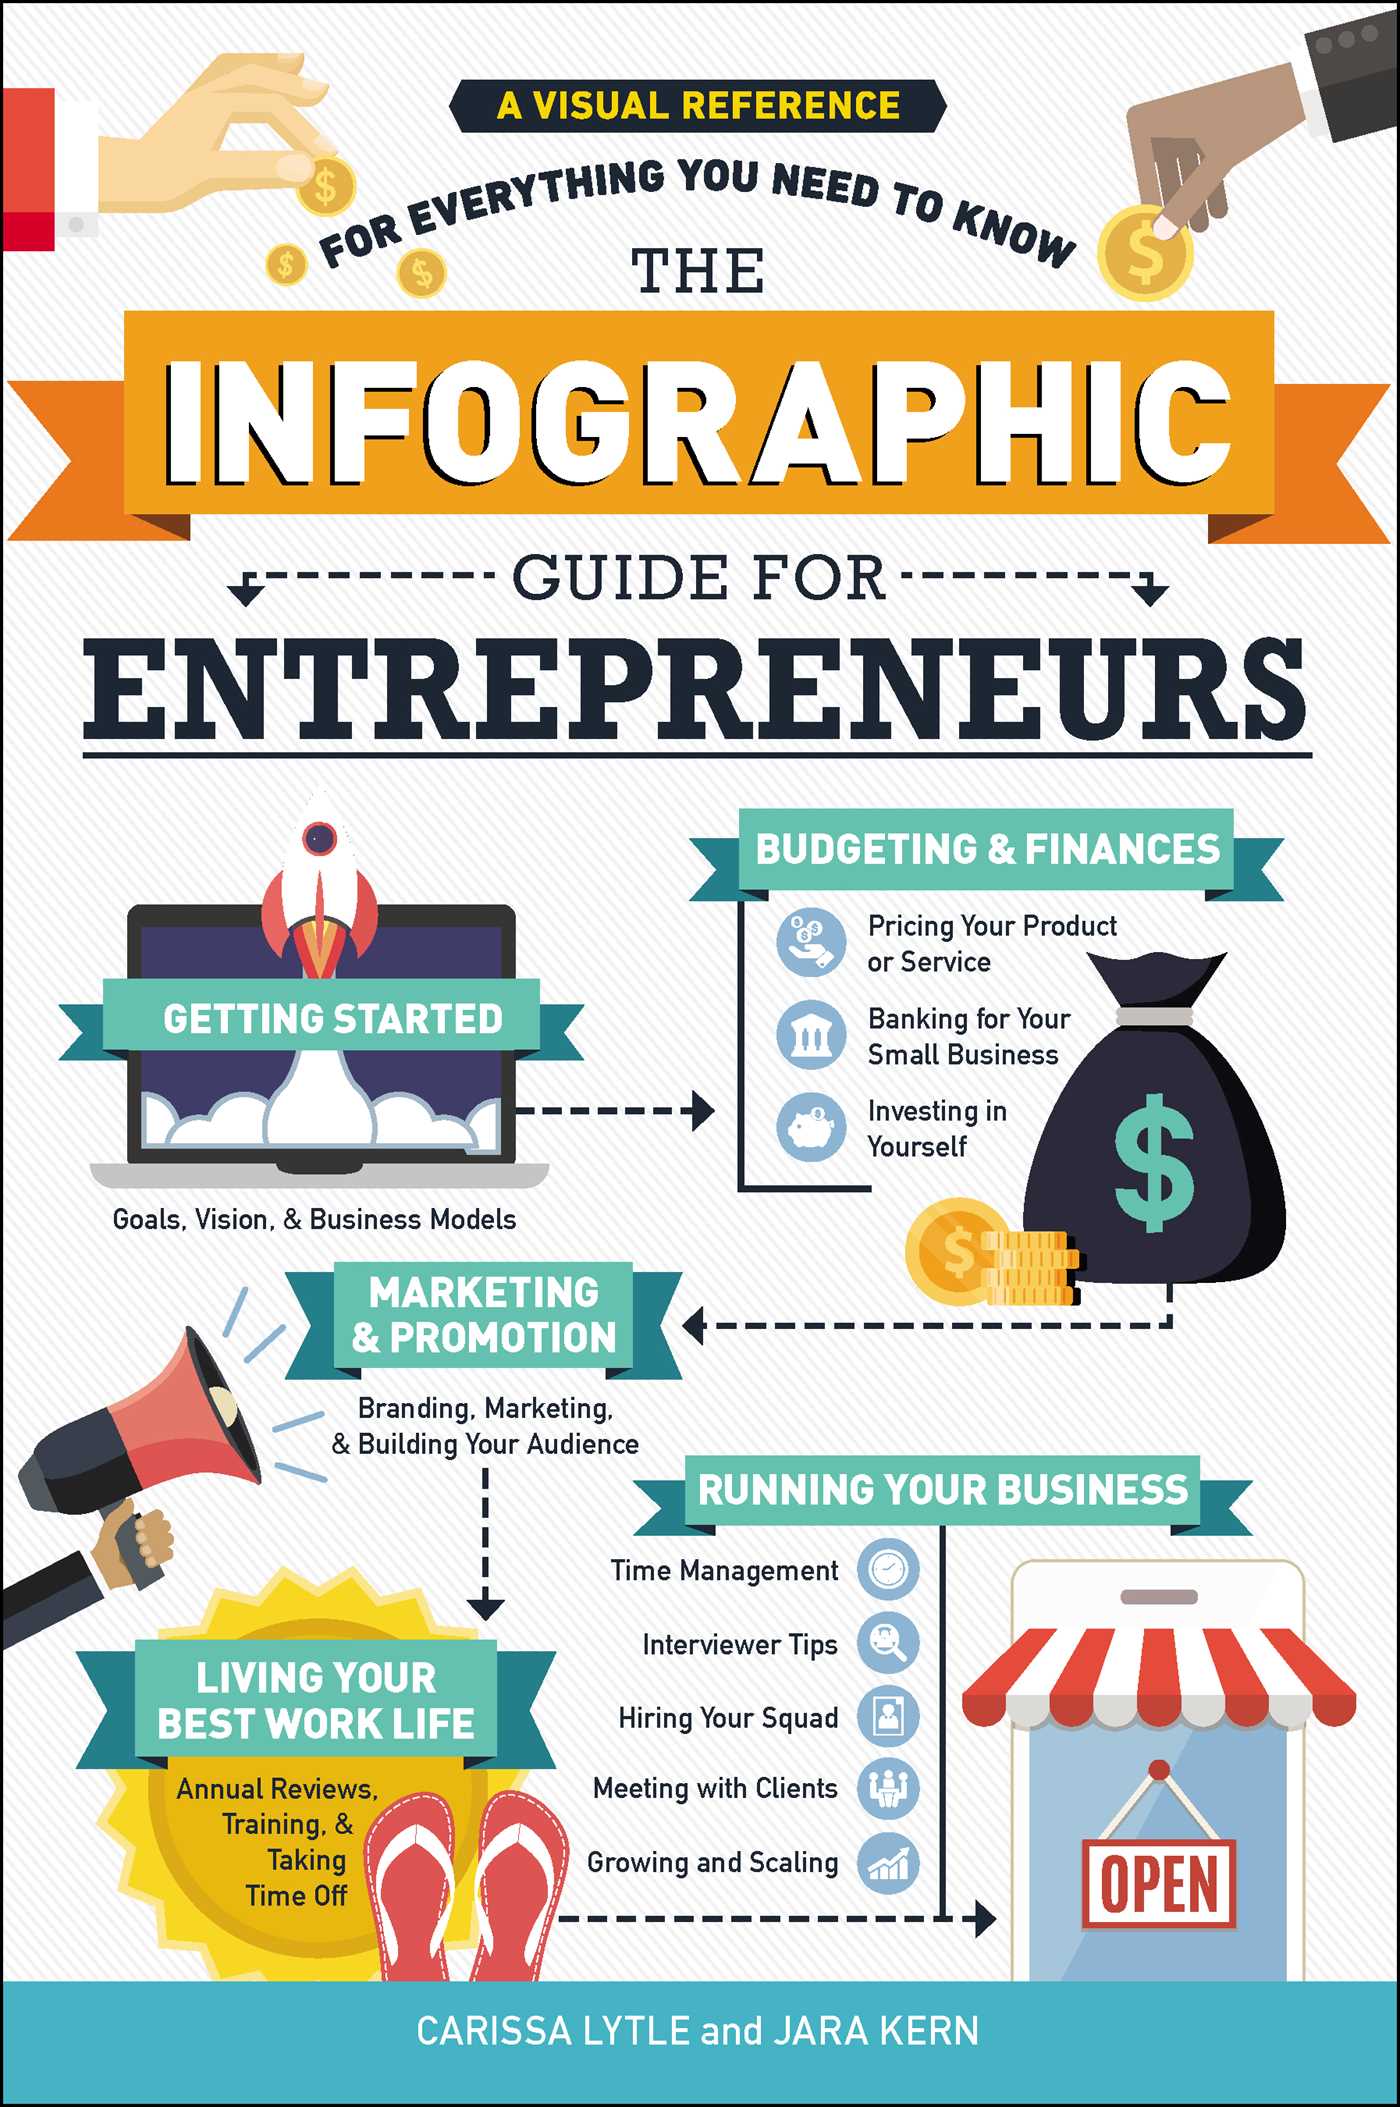 A VISUAL REFERENCE
FOR EVERYTHING YOU NEED TO KNOW
THE
INFOGRAPHIC
GUIDE FOR
ENTREPRENEURS
GETTING STARTED
Goals, Vision, & Business Models
BUDGETING & FINANCES
Pricing Your Product
or Service
Banking for Your
Small Business
Investing in
Yourself
$
MARKETING
& PROMOTION
Branding, Marketing,
& Building Your Audience
LIVING YOUR
BEST WORK LIFE
Annual Reviews,
Training, &
Taking
Time Off
RUNNING YOUR BUSINESS
Time Management
Interviewer Tips
Hiring Your Squad
Meeting with Clients
Growing and Scaling
OPEN
CARISSA LYTLE and JARA KERN